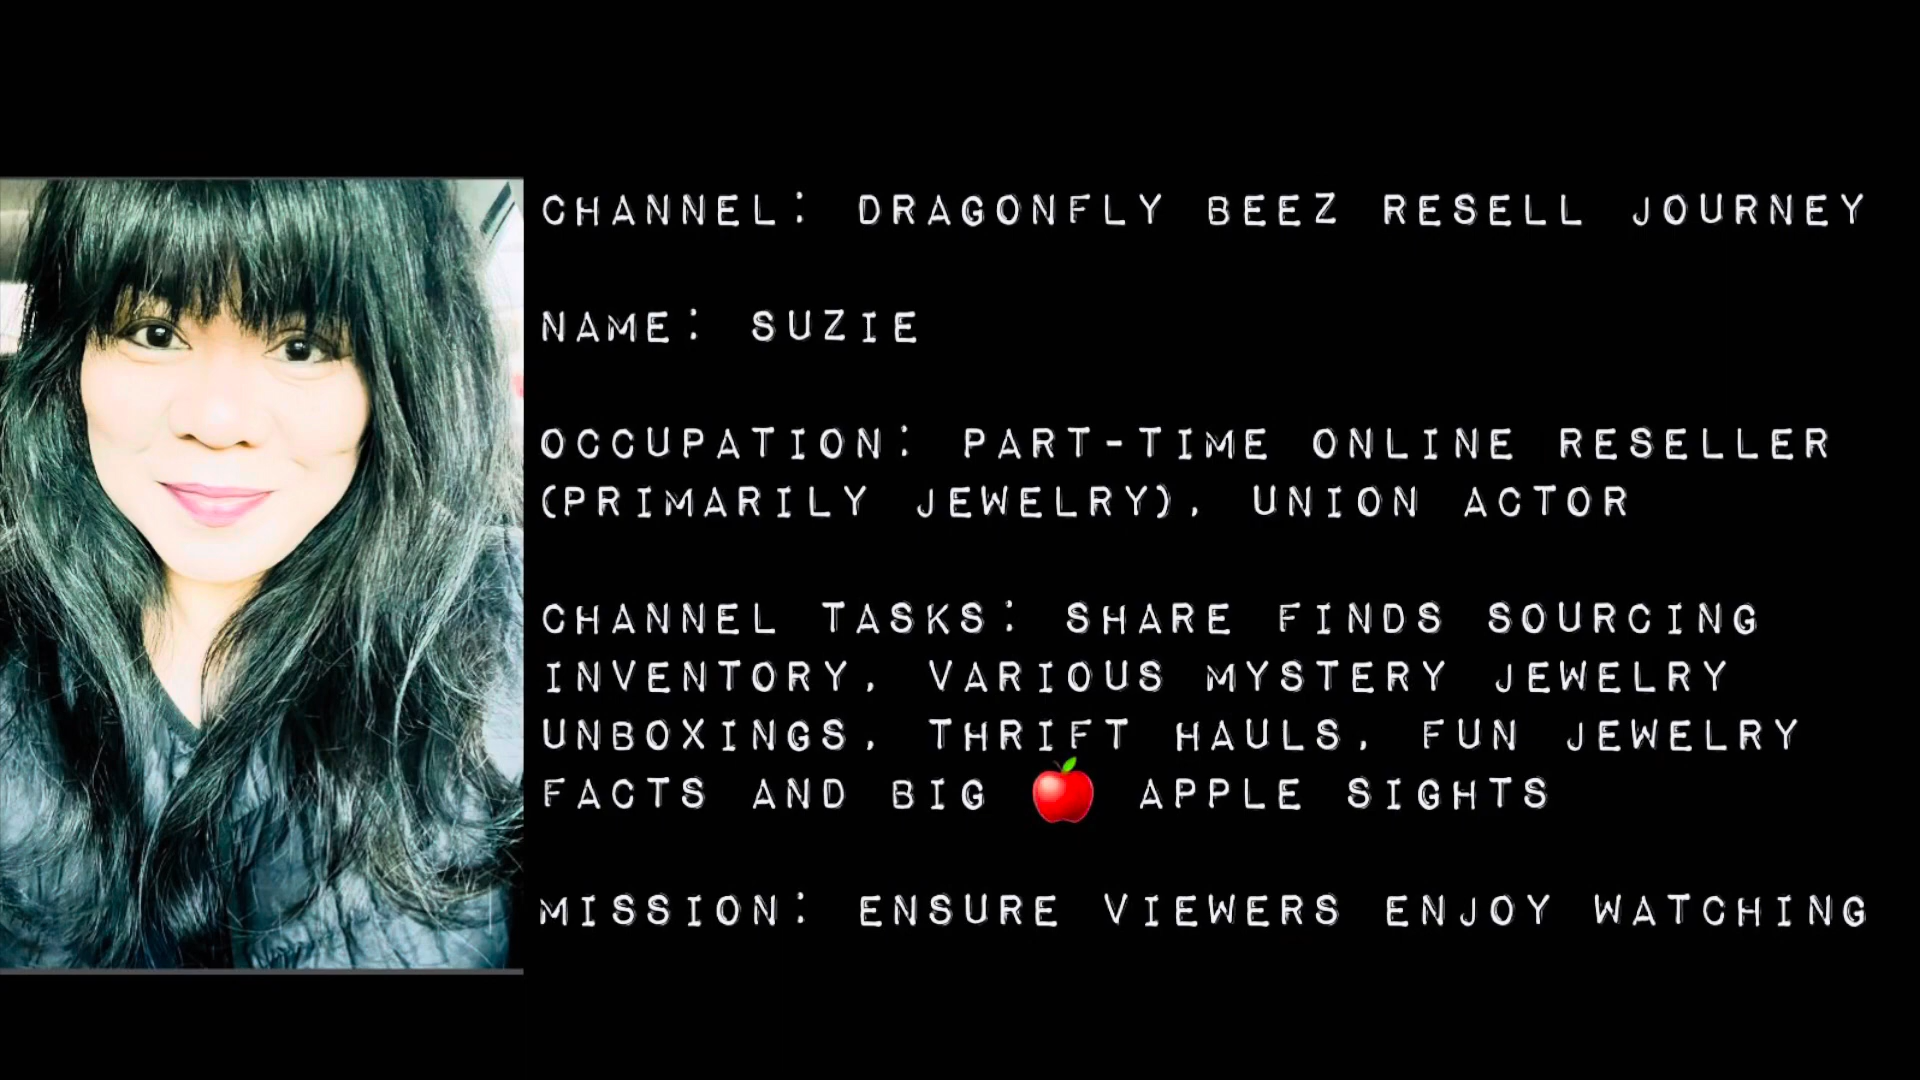 CHANNEL: DRAGONFLY BEEZ RESELL JOURNEY
NAME: SUZIE
OCCUPATION: PART-TIME ONLINE RESELLER
(PRIMARILY JEWELRY), UNION ACTOR
CHANNEL TASKS: SHARE FINDS SOURCING
INVENTORY, VARIOUS MYSTERY JEWELRY
UNBOXINGS, THRIFT HAULS, FUN JEWELRY
FACTS AND BIG 🍎 APPLE SIGHTS
MISSION: ENSURE VIEWERS ENJOY WATCHING